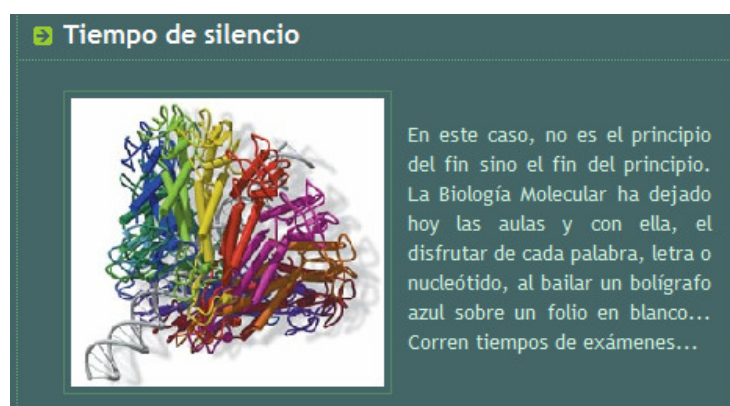 Tiempo de silencio
En este caso, no es el principio
del fin sino el fin del principio.
La Biología Molecular ha dejado
hoy las aulas y con ella, el
disfrutar de cada palabra, letra o
nucleótido, al bailar un bolígrafo
azul sobre un folio en blanco...
Corren tiempos de exámenes...